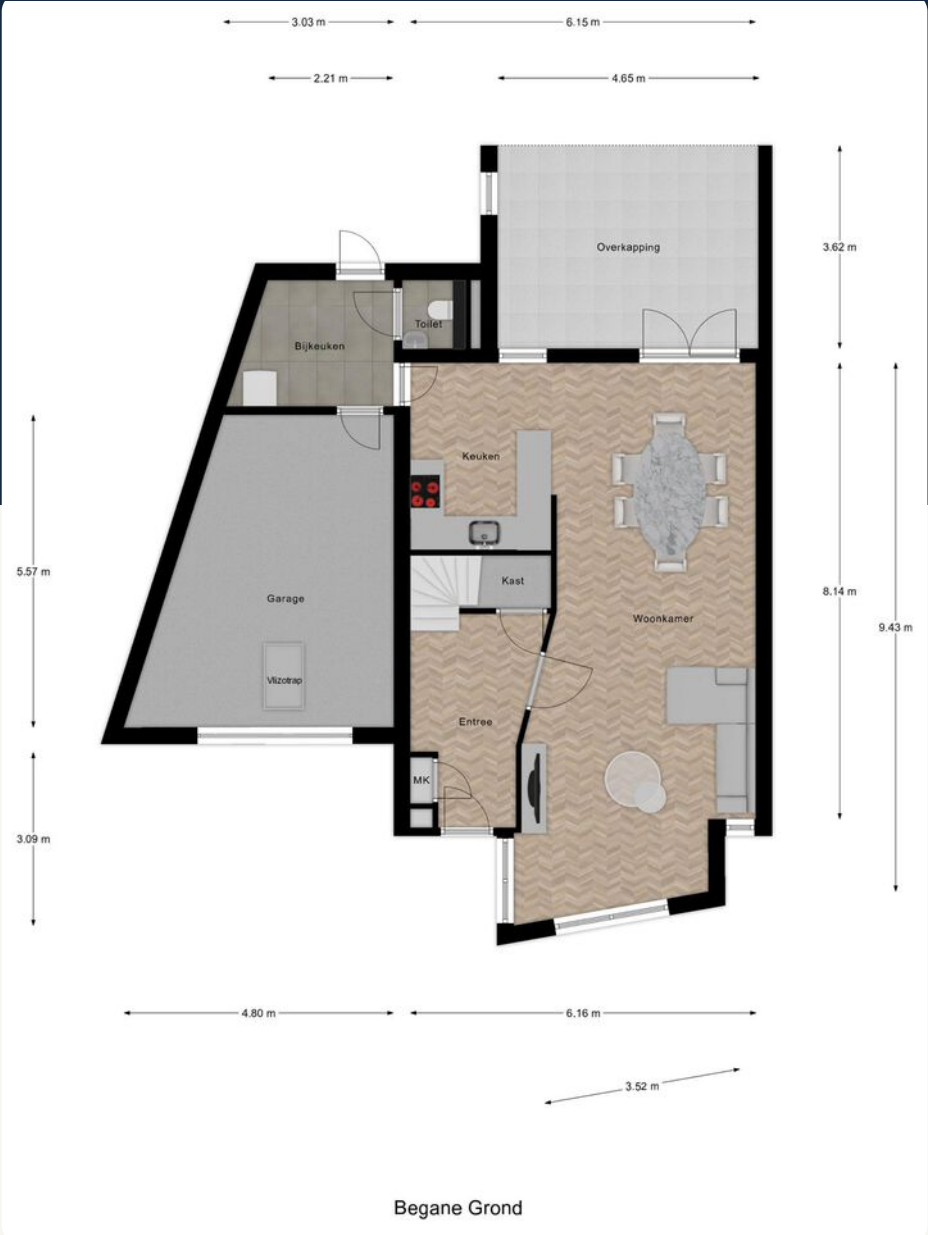 3.03 m
6.15 m
2.21 m
4.65 m
Overkapping
3.62 m
Toilet
Bijkeuken
Keuken
5.57 m
Kast
8.14 m
Garage
Woonkamer
9.43 m
Vlizotrap
Entree
MK
3.09 m
4.80 m
6.16 m
3.52 m
Begane Grond